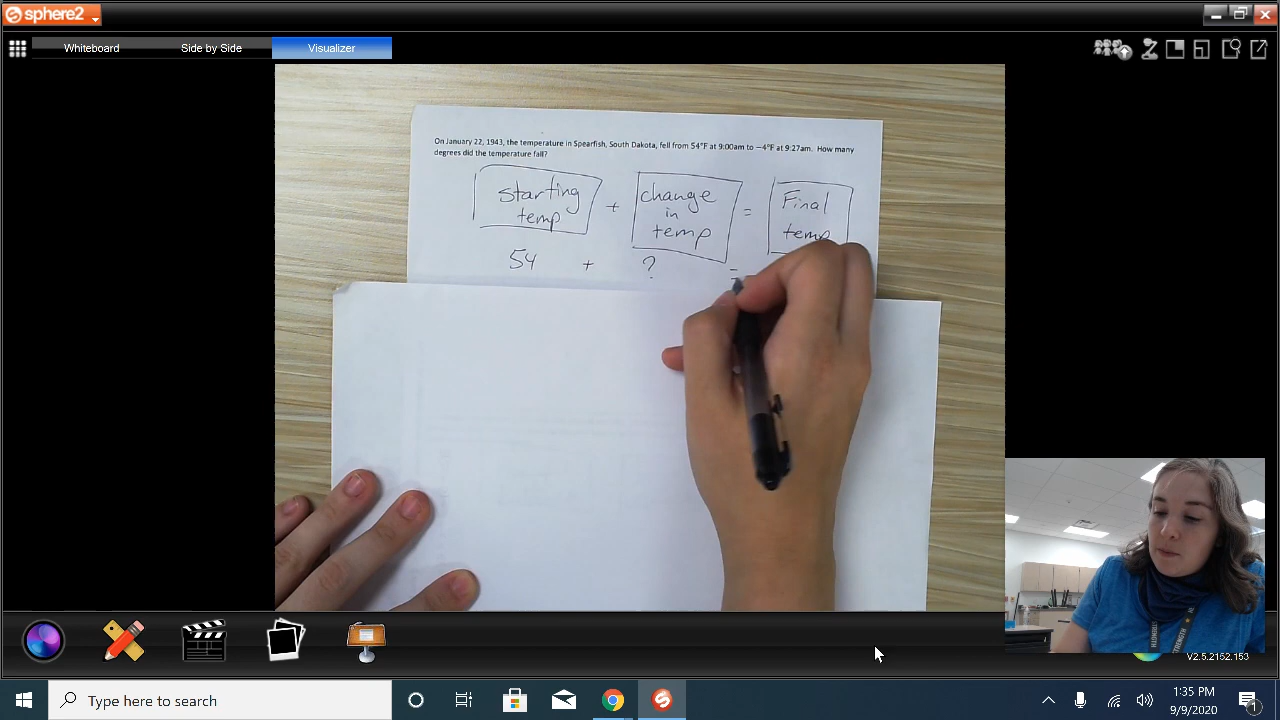 sphere2
Whiteboard Side by Side Visualizer
On January 22, 1943, the temperature in Spearfish, South Dakota, fell from 54°F at 9:00am to −4°F at 9:27am. How many
degrees did the temperature fall?
starting
temp
+
change
in
temp
=
Final
temp
54 + ? =
V2.5.2152.153
Type here to search
1:35 PM
9/9/2020
1